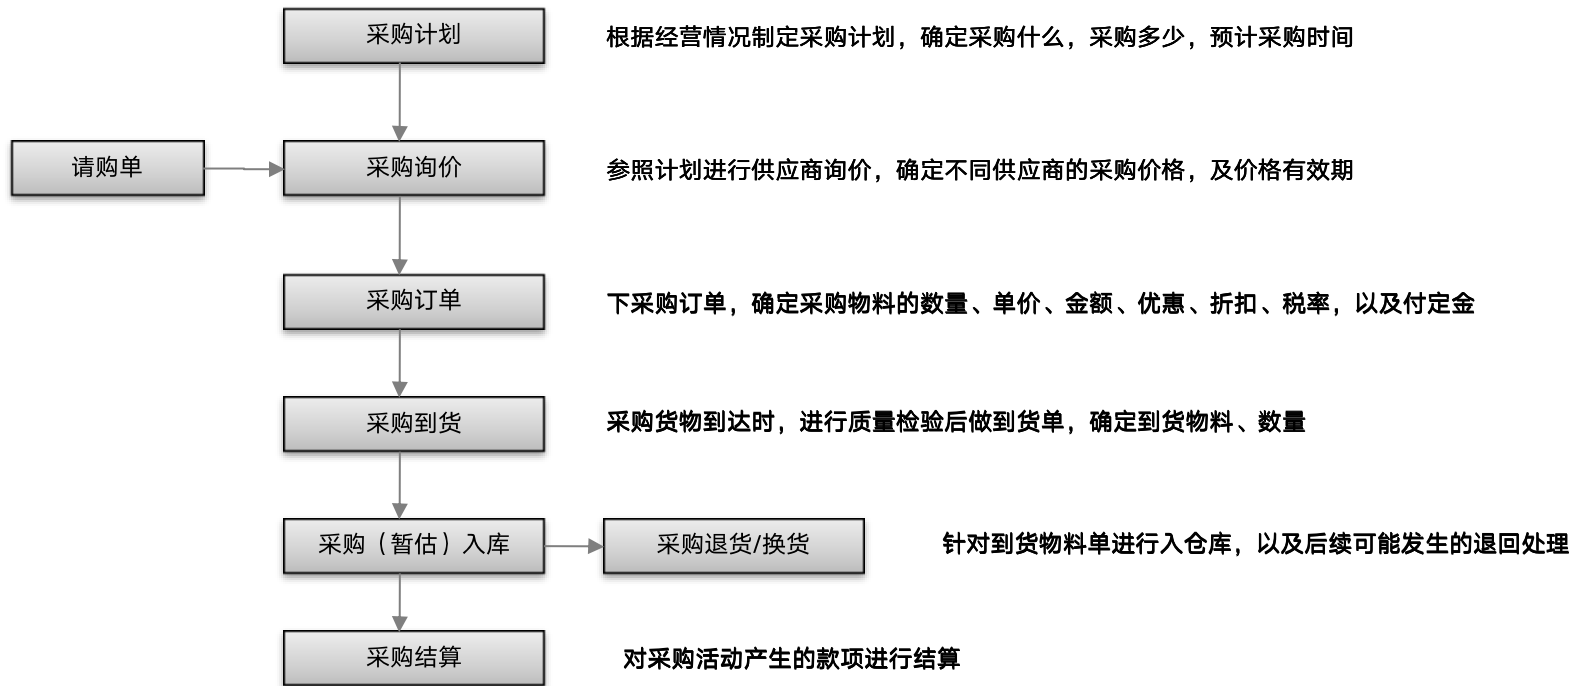 采购计划
根据经营情况制定采购计划，确定采购什么，采购多少，预计采购时间
请购单
采购询价
参照计划进行供应商询价，确定不同供应商的采购价格，及价格有效期
采购订单
下采购订单，确定采购物料的数量、单价、金额、优惠、折扣、税率，以及付定金
采购到货
采购货物到达时，进行质量检验后做到货单，确定到货物料、数量
采购（暂估）入库
采购退货/换货
针对到货物料单进行入仓库，以及后续可能发生的退回处理
采购结算
对采购活动产生的款项进行结算